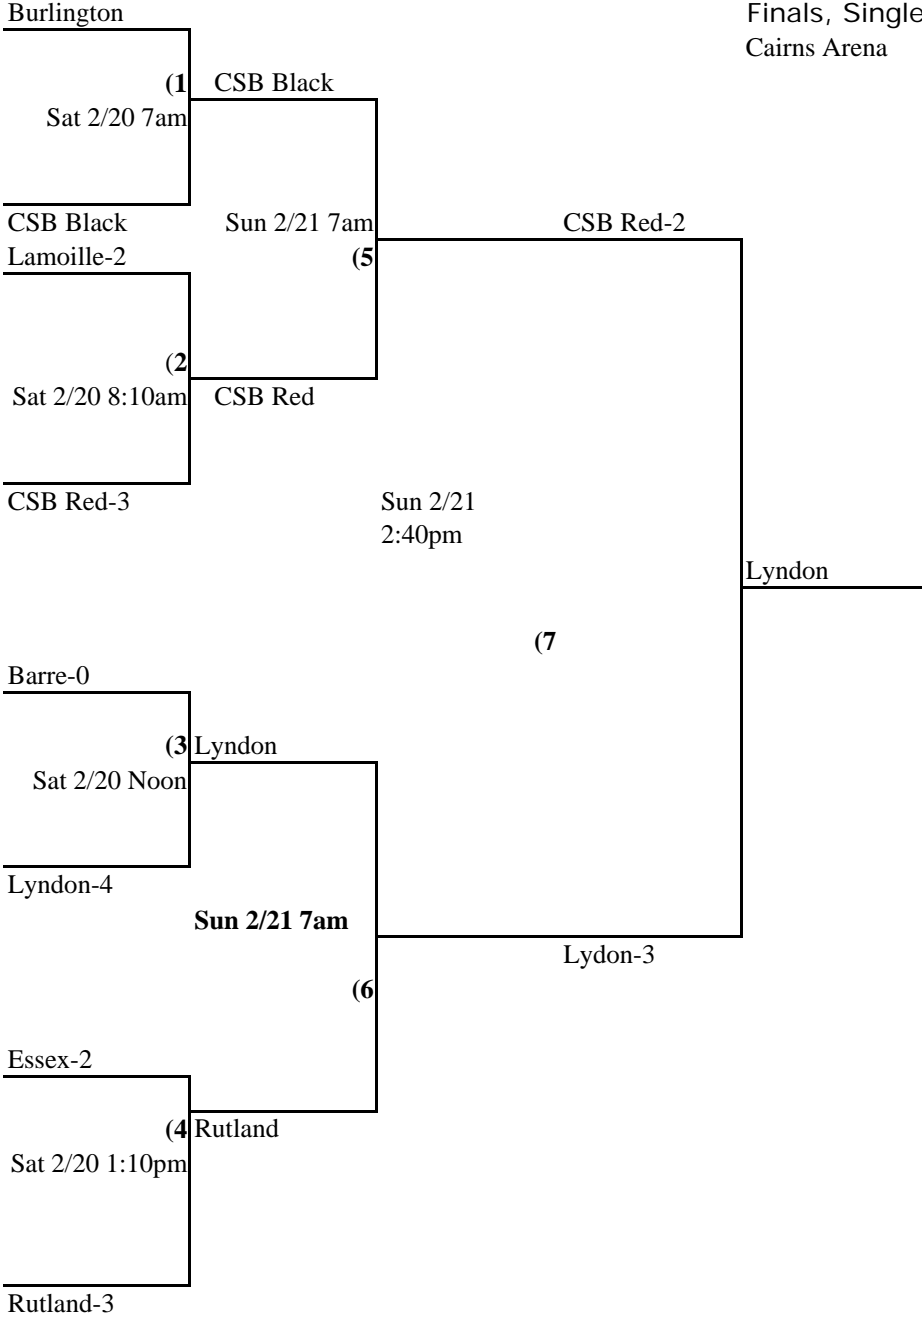 Burlington
Finals, Single
Cairns Arena
(1 CSB Black
Sat 2/20 7am
CSB Black
Sun 2/21 7am
CSB Red-2
Lamoille-2
(5
(2
Sat 2/20 8:10am
CSB Red
CSB Red-3
Sun 2/21
2:40pm
Lyndon
(7
Barre-0
(3 Lyndon
Sat 2/20 Noon
Lyndon-4
Sun 2/21 7am
Lydon-3
(6
Essex-2
(4 Rutland
Sat 2/20 1:10pm
Rutland-3